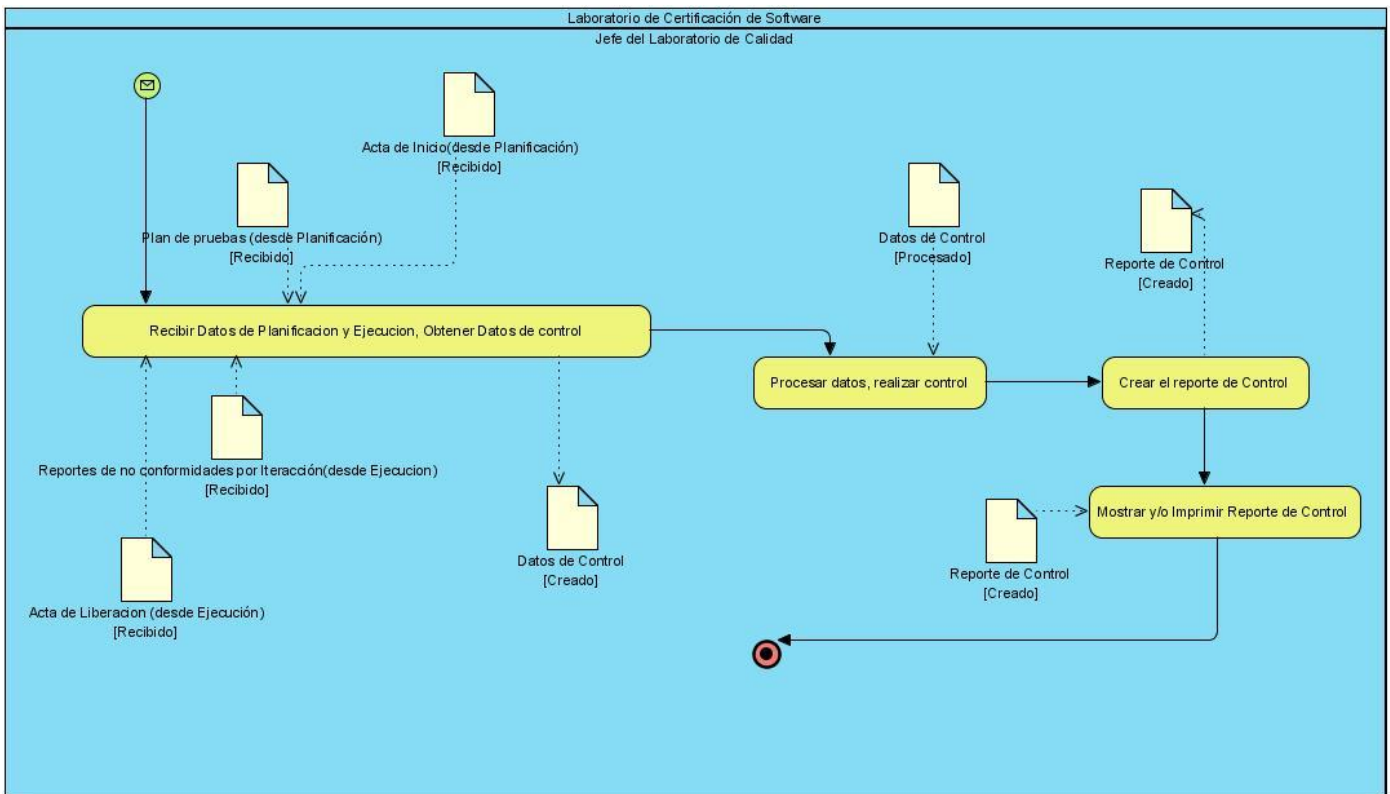 Laboratorio de Certificación de Software
Jefe del Laboratorio de Calidad
Acta de Inicio(desde Planificación)
[Recibido]
Plan de pruebas (desde Planificación)
[Recibido]
Datos de Control
[Procesado]
Reporte de Control
[Creado]
Recibir Datos de Planificacion y Ejecucion, Obtener Datos de control
Procesar datos, realizar control
Crear el reporte de Control
Reportes de no conformidades por Iteracción(desde Ejecucion)
[Recibido]
Datos de Control
[Creado]
Mostrar y/o Imprimir Reporte de Control
Reporte de Control
[Creado]
Acta de Liberacion (desde Ejecución)
[Recibido]